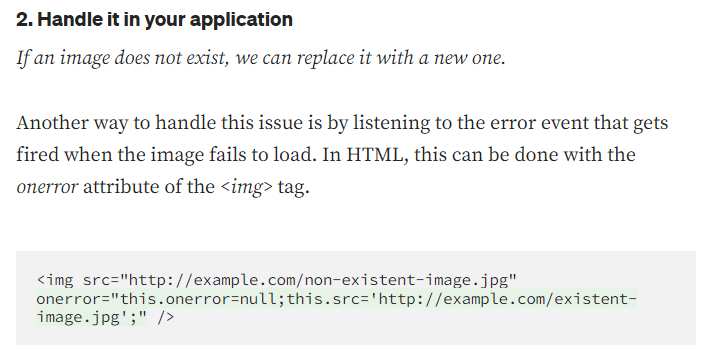 2. Handle it in your application
If an image does not exist, we can replace it with a new one.
Another way to handle this issue is by listening to the error event that gets
fired when the image fails to load. In HTML, this can be done with the
onerror attribute of the <img> tag.
<img src="http://example.com/non-existent-image.jpg"
onerror="this.onerror=null;this.src='http://example.com/existent-
image.jpg';" />